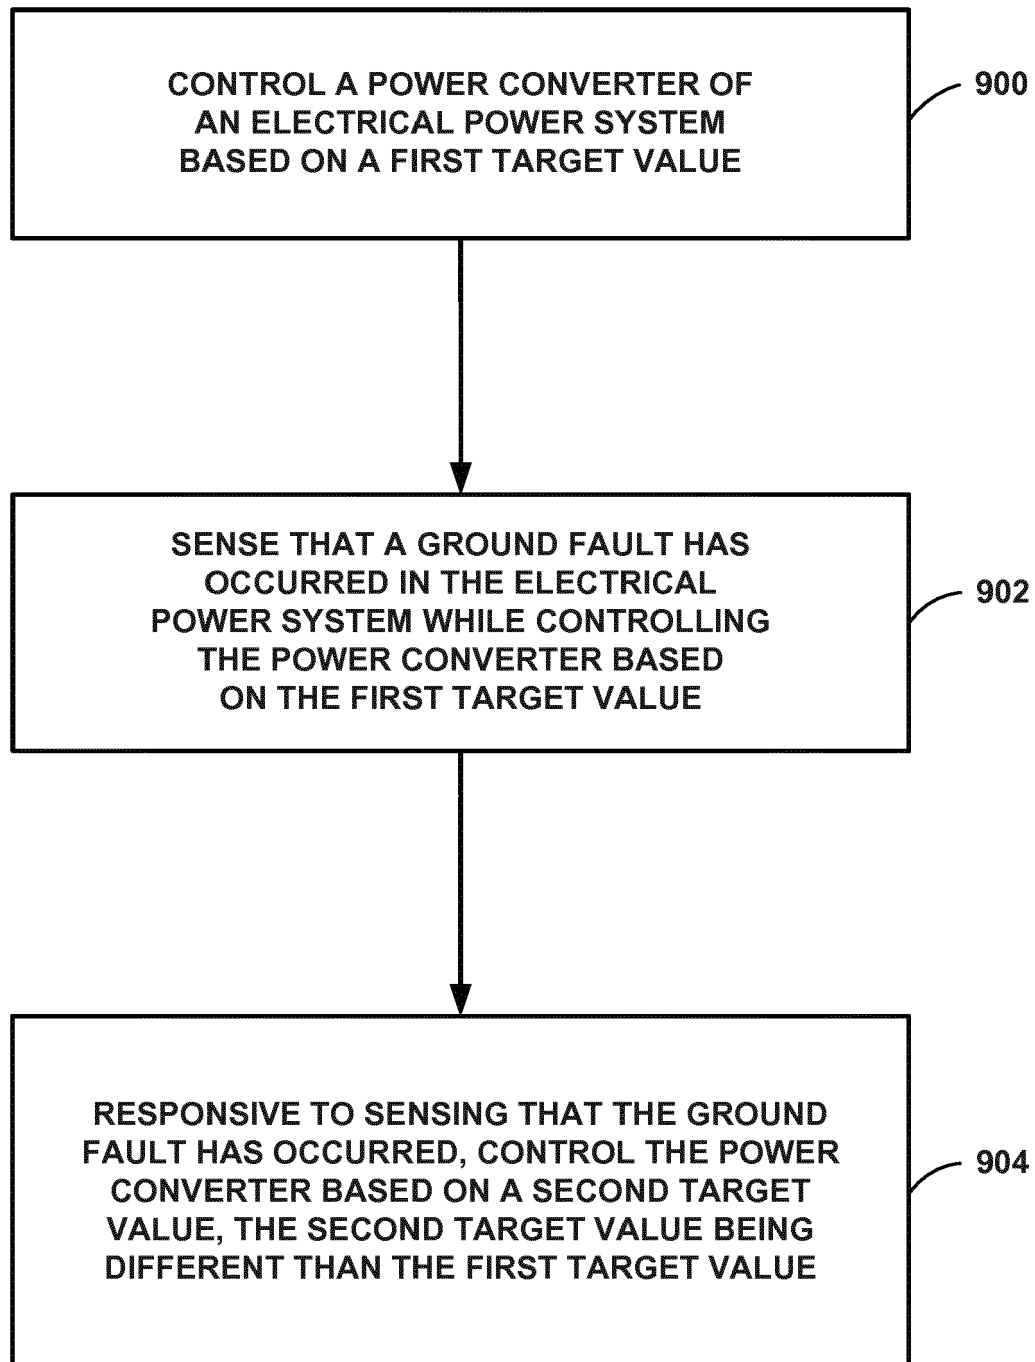 CONTROL A POWER CONVERTER OF
AN ELECTRICAL POWER SYSTEM
BASED ON A FIRST TARGET VALUE
900
SENSE THAT A GROUND FAULT HAS
OCCURRED IN THE ELECTRICAL
POWER SYSTEM WHILE CONTROLLING
THE POWER CONVERTER BASED
ON THE FIRST TARGET VALUE
902
RESPONSIVE TO SENSING THAT THE GROUND
FAULT HAS OCCURRED, CONTROL THE POWER
CONVERTER BASED ON A SECOND TARGET
VALUE, THE SECOND TARGET VALUE BEING
DIFFERENT THAN THE FIRST TARGET VALUE
904